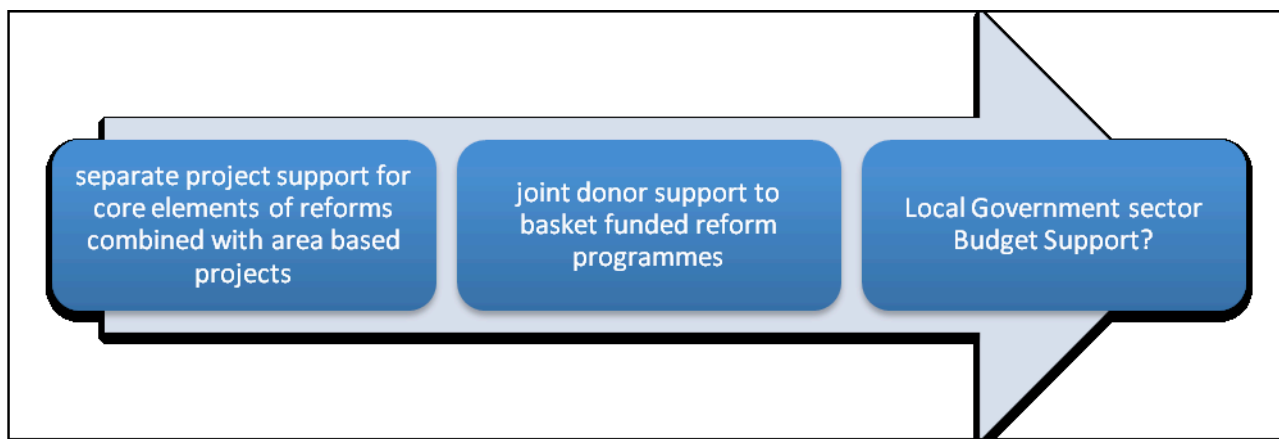 separate project support for
core elements of reforms
combined with area based
projects
joint donor support to
basket funded reform
programmes
Local Government sector
Budget Support?